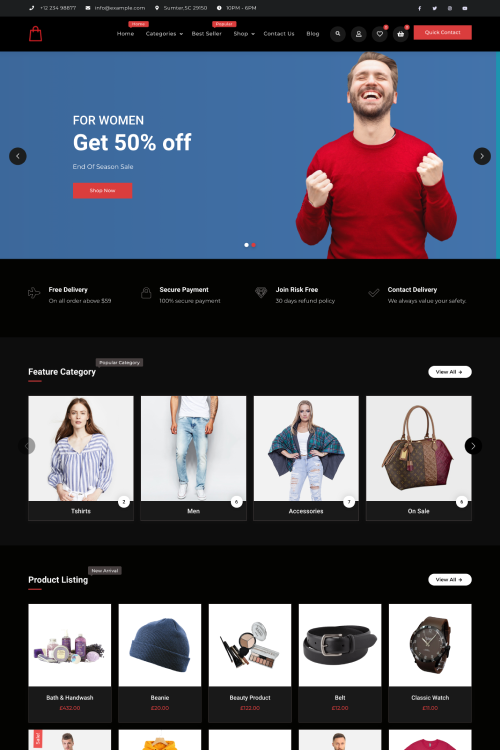 +12 234 98877 info@example.com Sumter,SC 29150 10PM - 6PM
Home Popular
Home Categories Best Seller Shop Contact Us Blog Quick Contact
FOR WOMEN
Get 50% off
End Of Season Sale
Shop Now
Free Delivery Secure Payment Join Risk Free Contact Delivery
On all order above $59 100% secure payment 30 days refund policy We always value your safety.
Popular Category
Feature Category View All
2 6 7 6
Tshirts Men Accessories On Sale
New Arrival
Product Listing View All
Bath & Handwash Beanie Beauty Product Belt Classic Watch
£452.00 £20.00 £132.00 £12.00 £11.00
Sale!